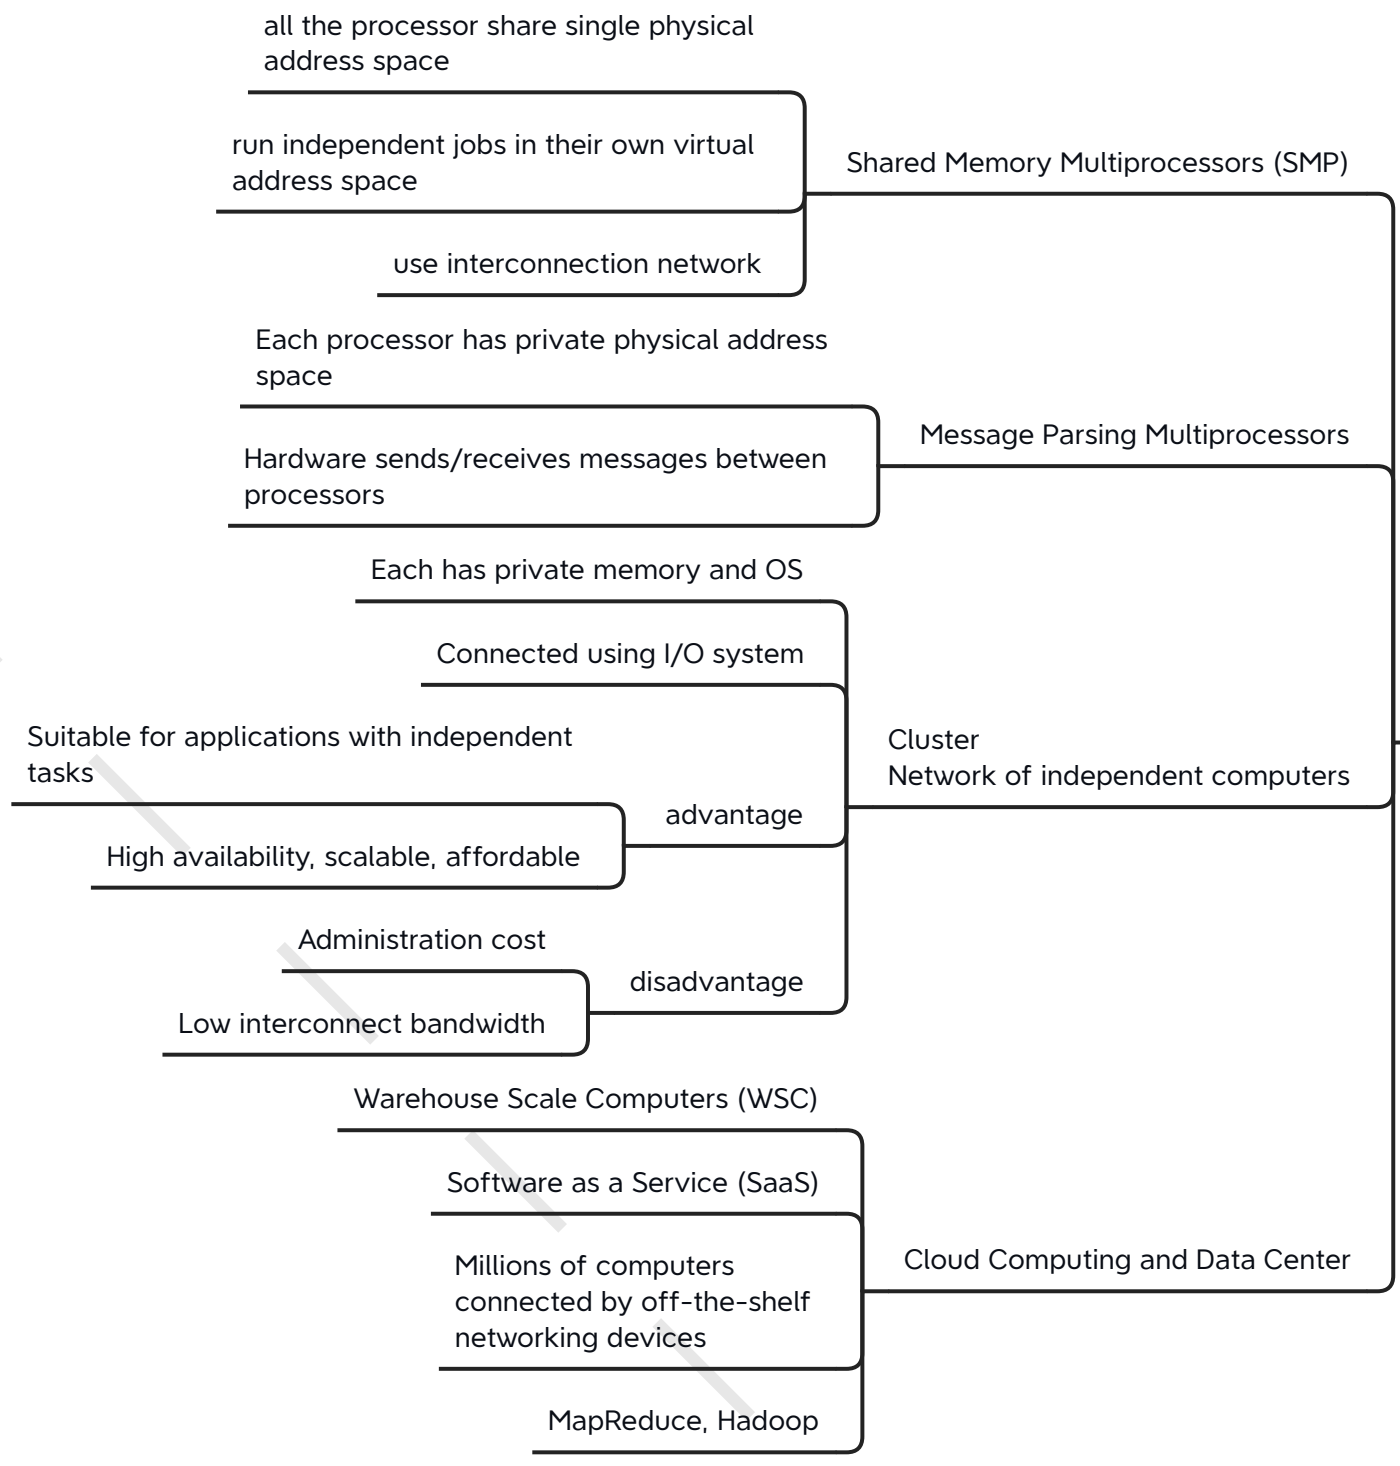 all the processor share single physical
address space
run independent jobs in their own virtual
address space
Shared Memory Multiprocessors (SMP)
use interconnection network
Each processor has private physical address
space
Message Parsing Multiprocessors
Hardware sends/receives messages between
processors
Each has private memory and OS
Connected using I/O system
Suitable for applications with independent
tasks
Cluster
Network of independent computers
advantage
High availability, scalable, affordable
Administration cost
disadvantage
Low interconnect bandwidth
Warehouse Scale Computers (WSC)
Software as a Service (SaaS)
Millions of computers
connected by off-the-shelf
networking devices
Cloud Computing and Data Center
MapReduce, Hadoop